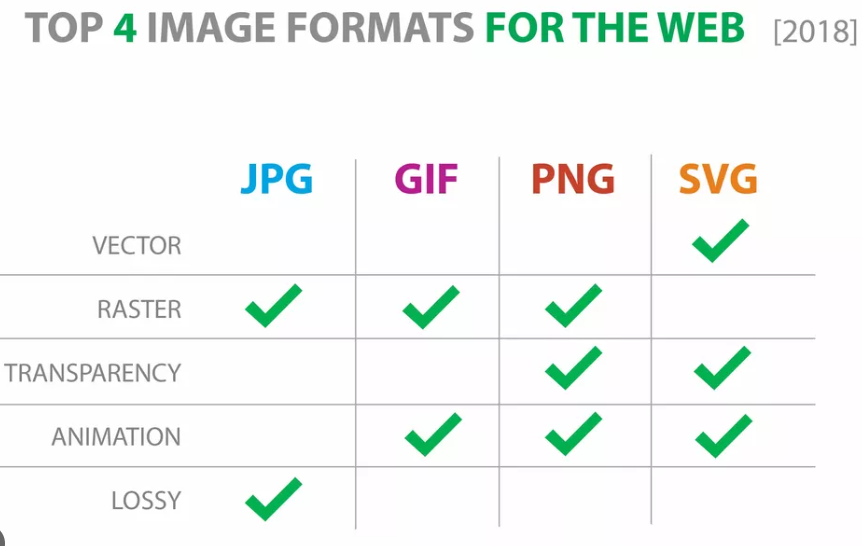 TOP 4 IMAGE FORMATS FOR THE WEB [2018]
JPG GIF PNG SVG
VECTOR
RASTER
TRANSPARENCY
ANIMATION
LOSSY